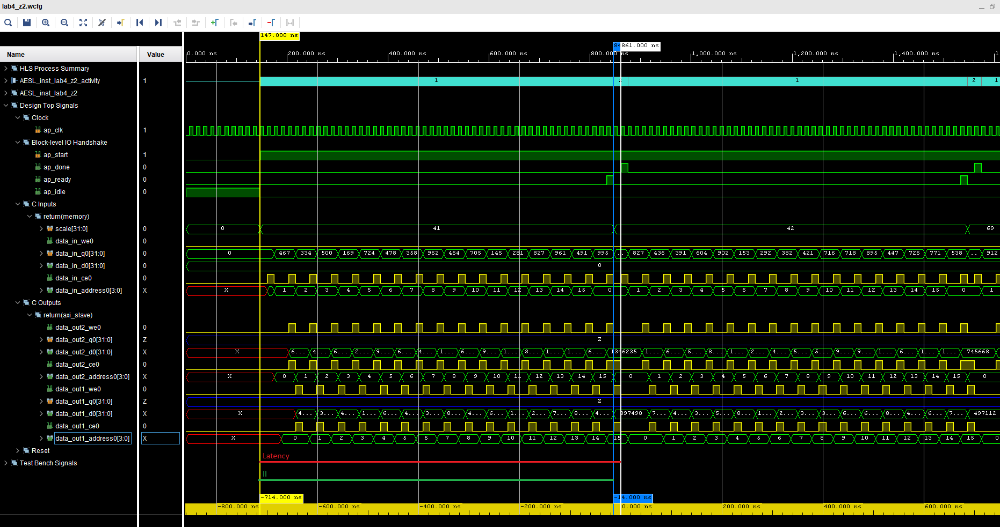 lab4_z2.wcfg
147.000 ns
861.000 ns
Name Value
0.000 ns 200.000 ns 400.000 ns 600.000 ns 800.000 ns 1,000.000 ns 1,200.000 ns 1,400.000 ns
HLS Process Summary
AESL_inst_lab4_z2_activity 1 1 2 1 2 1
AESL_inst_lab4_z2
Design Top Signals
Clock
ap_clk 1
Block-level IO Handshake
ap_start 1
ap_done 0
ap_ready 0
ap_idle 0
C Inputs
return(memory)
scale[31:0] 0 0 41 42 69
data_in_we0 0
data_in_q0[31:0] 0 0 467 334 500 169 724 478 358 962 464 705 145 281 827 961 491 995 .. 827 436 391 604 902 153 292 382 421 716 718 895 447 726 771 538 .. 912
data_in_d0[31:0] 0 0
data_in_ce0 0
data_in_address0[3:0] X X 1 2 3 4 5 6 7 8 9 10 11 12 13 14 15 0 1 2 3 4 5 6 7 8 9 10 11 12 13 14 15 0 1
C Outputs
return(axi_slave)
data_out2_we0 0
data_out2_q0[31:0] Z Z
data_out2_d0[31:0] X X 6... 4... 6... 2... 9... 6... 4... 1... 6... 9... 1... 3... 1... 1... 6... 346235 1... 6... 5... 8... 1... 2... 4... 5... 5... 9... 9... 1... 6... 1... 1... 745668
data_out2_ce0 0
data_out2_address0[3:0] X X 0 1 2 3 4 5 6 7 8 9 10 11 12 13 14 15 0 1 2 3 4 5 6 7 8 9 10 11 12 13 14 15 0
data_out1_we0 0
data_out1_q0[31:0] Z Z
data_out1_d0[31:0] X X 4... 3... 4... 1... 6... 4... 3... 8... 4... 6... 1... 2... 7... 8... 4... 397490 7... 4... 3... 5... 8... 1... 2... 3... 3... 6... 6... 8... 4... 6... 7... 497112
data_out1_ce0 0
data_out1_address0[3:0] X X 0 1 2 3 4 5 6 7 8 9 10 11 12 13 14 15 0 1 2 3 4 5 6 7 8 9 10 11 12 13 14 15 0
Reset
Test Bench Signals
Latency
II
-714.000 ns -14.000 ns
-800.000 ns -600.000 ns -400.000 ns -200.000 ns 0.000 ns 200.000 ns 400.000 ns 600.000 ns